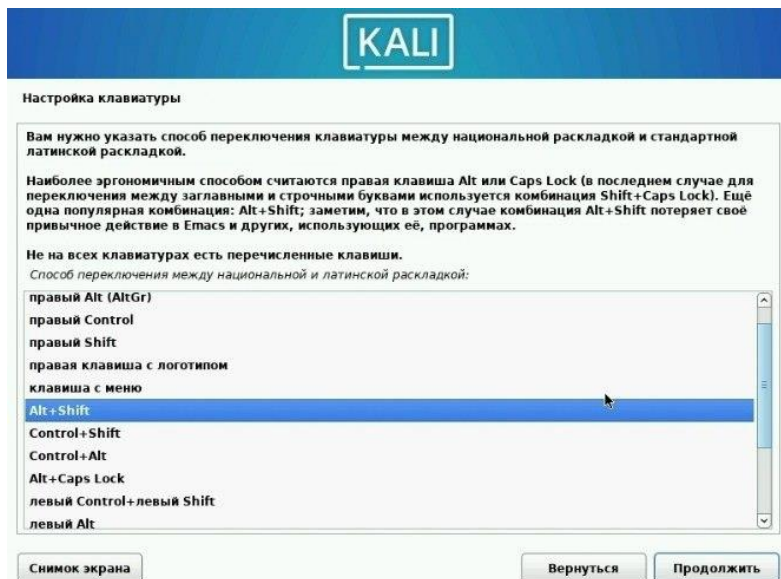 KALI
Настройка клавиатуры
Вам нужно указать способ переключения клавиатуры между национальной раскладкой и стандартной
латинской раскладкой.
Наиболее эргономичным способом считаются правая клавиша Alt или Caps Lock (в последнем случае для
переключения между заглавными и строчными буквами используется комбинация Shift+Caps Lock). Ещё
одна популярная комбинация: Alt+Shift; заметим, что в этом случае комбинация Alt+Shift потеряет своё
привычное действие в Emacs и других, использующих её, программах.
Не на всех клавиатурах есть перечисленные клавиши.
Способ переключения между национальной и латинской раскладкой:
правый Alt (AltGr)
правый Control
правый Shift
правая клавиша с логотипом
клавиша с меню
Alt+Shift
Control+Shift
Control+Alt
Alt+Caps Lock
левый Control+левый Shift
левый Alt
Снимок экрана
Вернуться
Продолжить